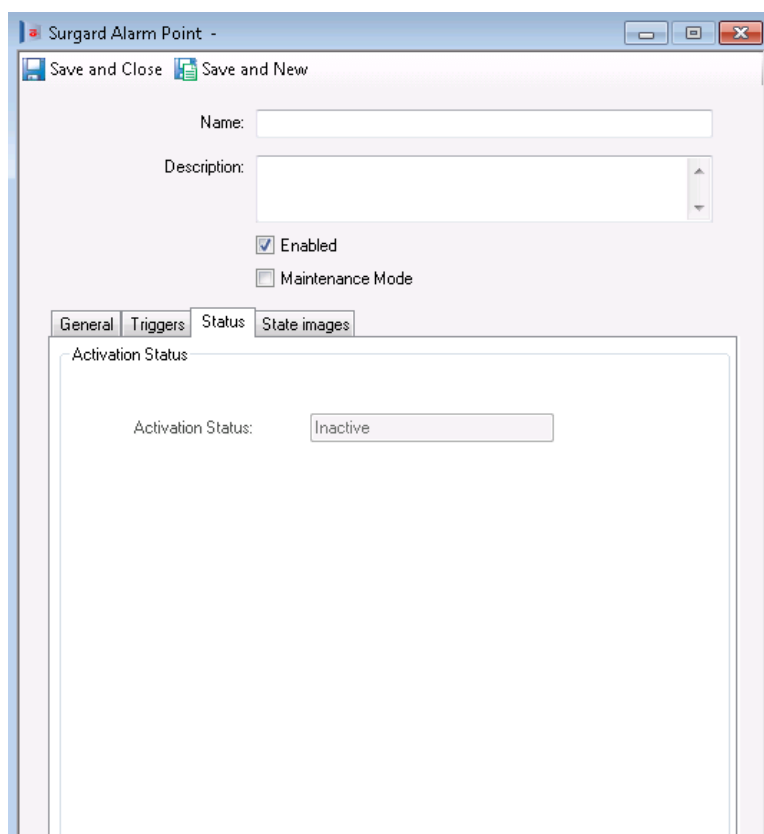 Surgard Alarm Point -
Save and Close Save and New
Name:
Description:
Enabled
Maintenance Mode
General Triggers Status State images
Activation Status
Activation Status: Inactive